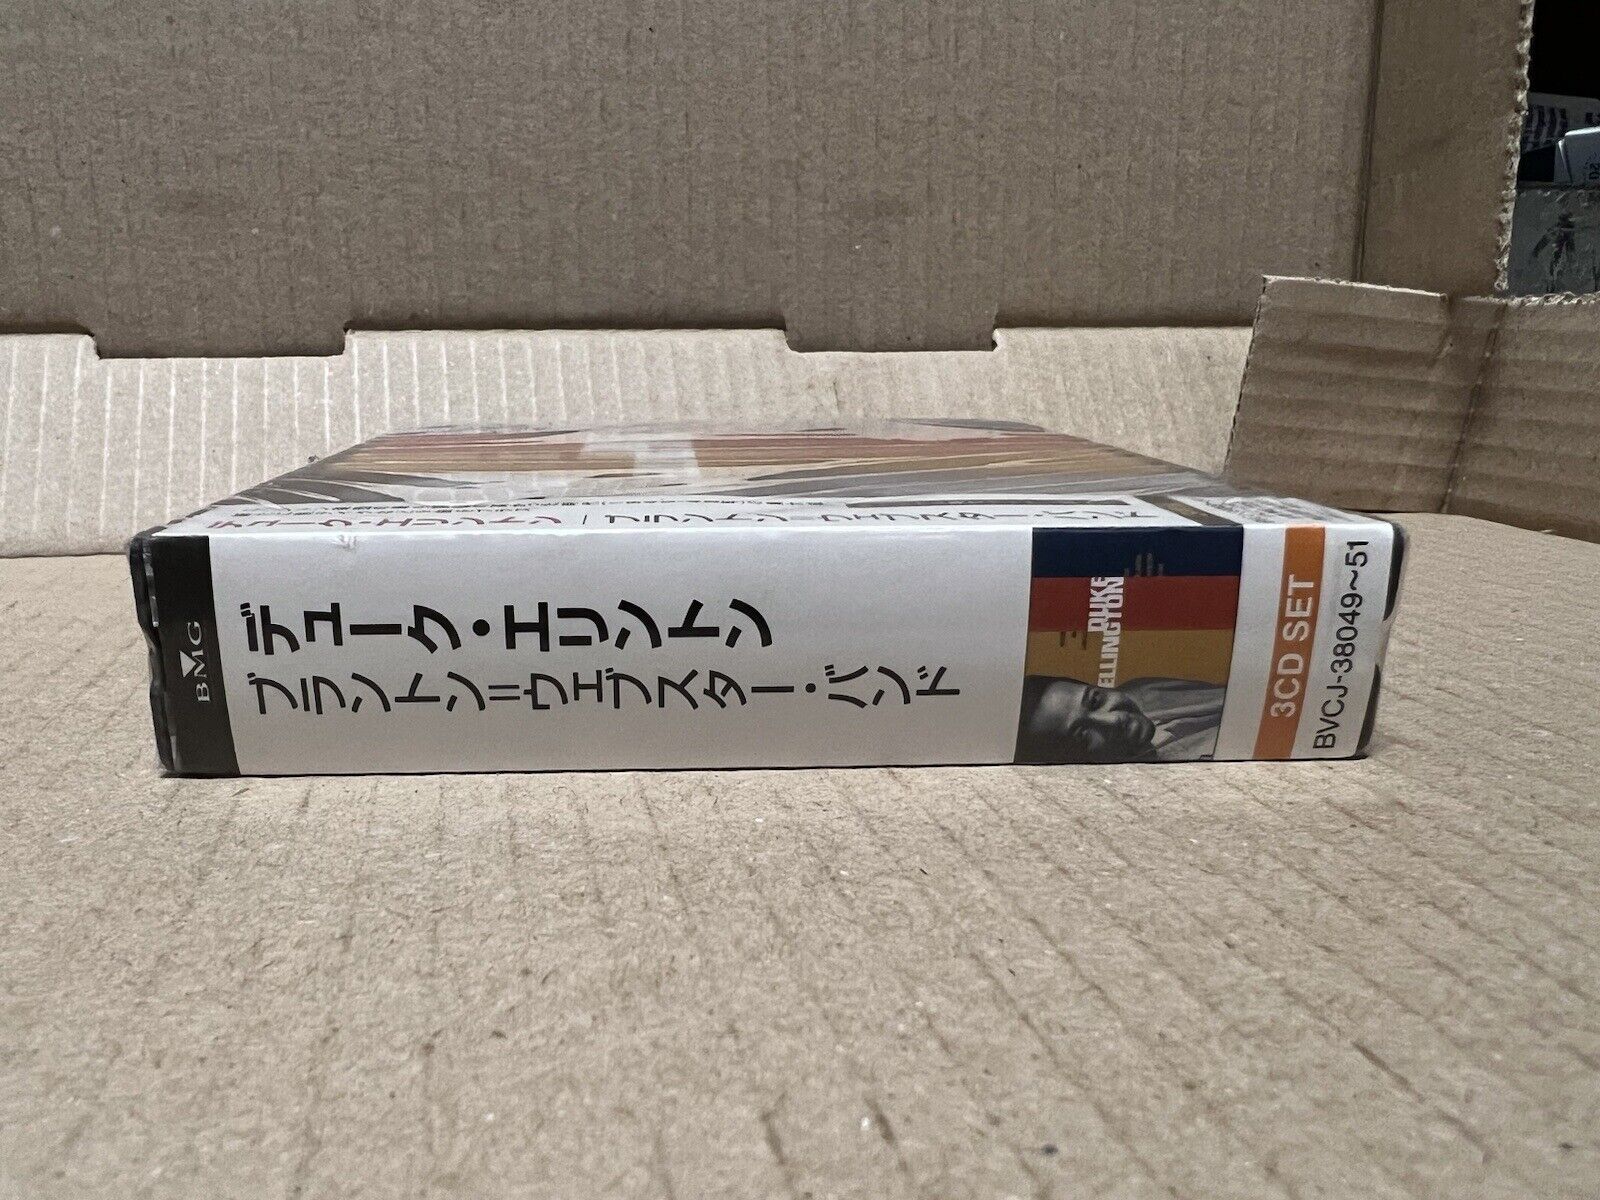 BMG
デューク・エリントン
ブラントン=ウェブスター・バンド
DUKE
ELLINGTON
3CD SET
BVCJ-38049~51